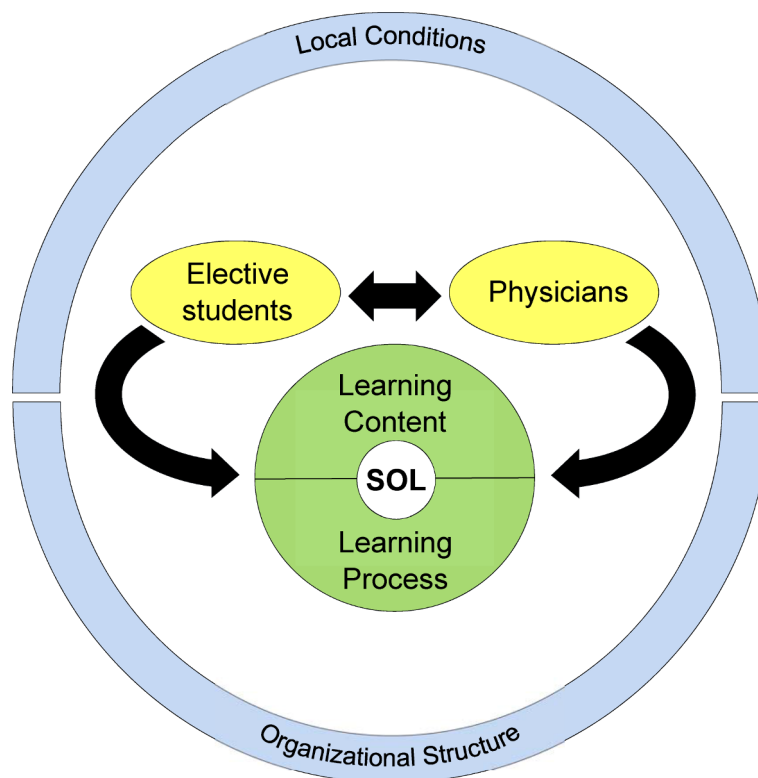 Local Conditions
Elective
students
Physicians
Learning
Content
SOL
Learning
Process
Organizational Structure